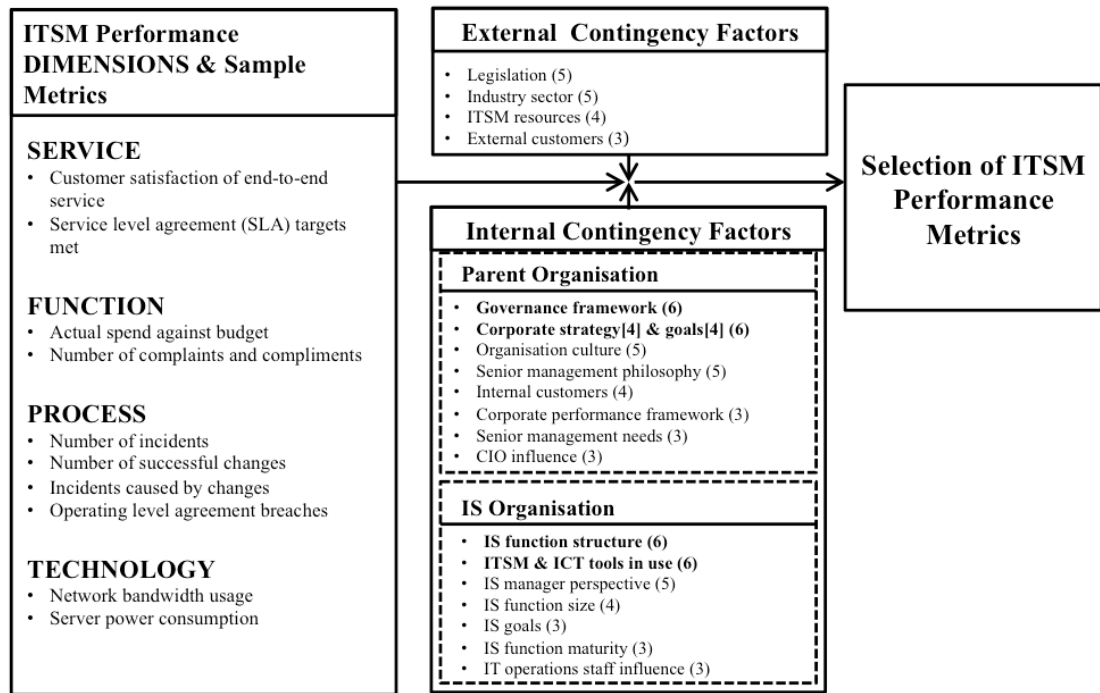 ITSM Performance
DIMENSIONS & Sample
Metrics
SERVICE
• Customer satisfaction of end-to-end
service
• Service level agreement (SLA) targets
met
FUNCTION
• Actual spend against budget
• Number of complaints and compliments
PROCESS
• Number of incidents
• Number of successful changes
• Incidents caused by changes
• Operating level agreement breaches
TECHNOLOGY
• Network bandwidth usage
• Server power consumption
External Contingency Factors
• Legislation (5)
• Industry sector (5)
• ITSM resources (4)
• External customers (3)
Internal Contingency Factors
Parent Organisation
• Governance framework (6)
• Corporate strategy[4] & goals[4] (6)
• Organisation culture (5)
• Senior management philosophy (5)
• Internal customers (4)
• Corporate performance framework (3)
• Senior management needs (3)
• CIO influence (3)
IS Organisation
• IS function structure (6)
• ITSM & ICT tools in use (6)
• IS manager perspective (5)
• IS function size (4)
• IS goals (3)
• IS function maturity (3)
• IT operations staff influence (3)
Selection of ITSM
Performance
Metrics